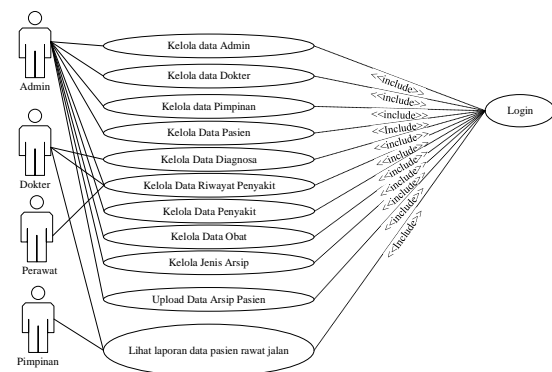 Admin
Dokter
Perawat
Pimpinan
Kelola data Admin
Kelola data Dokter
Kelola data Pimpinan
Kelola Data Pasien
Kelola Data Diagnosa
Kelola Data Riwayat Penyakit
Kelola Data Penyakit
Kelola Data Obat
Kelola Jenis Arsip
Upload Data Arsip Pasien
Lihat laporan data pasien rawat jalan
<<include>>
<<include>>
<<include>>
<<Include>>
<<include>>
<<include>>
<<include>>
<<include>>
<<include>>
<<include>>
<<Include>>
Login